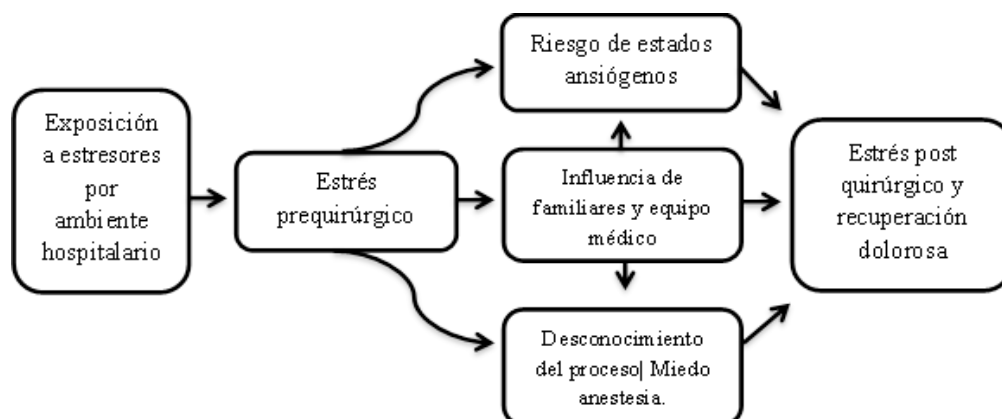 Exposición
a estresores
por
ambiente
hospitalario
Estrés
prequirúrgico
Riesgo de estados
ansiógenos
Influencia de
familiares y equipo
médico
Desconocimiento
del proceso| Miedo
anestesia.
Estrés post
quirúrgico y
recuperación
dolorosa